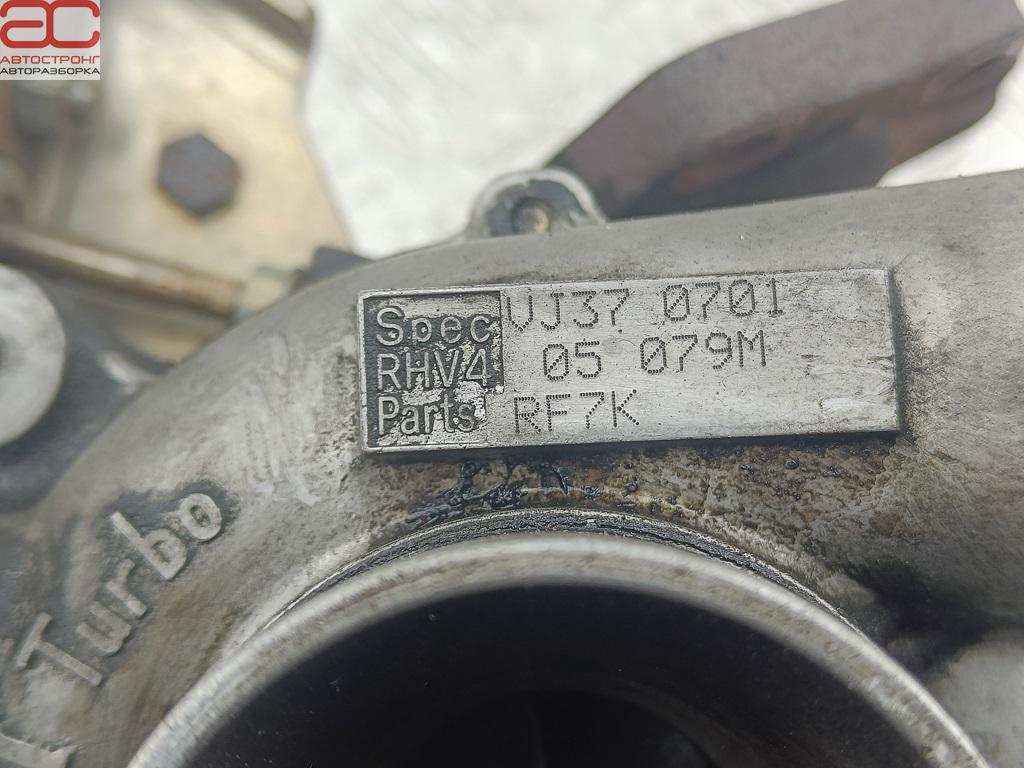 АС
АВТОСТРОНГ
АВТОРАЗБОРКА
Spec VJ37 0701
RHV4 05 079M
Parts RF7K
Turbo